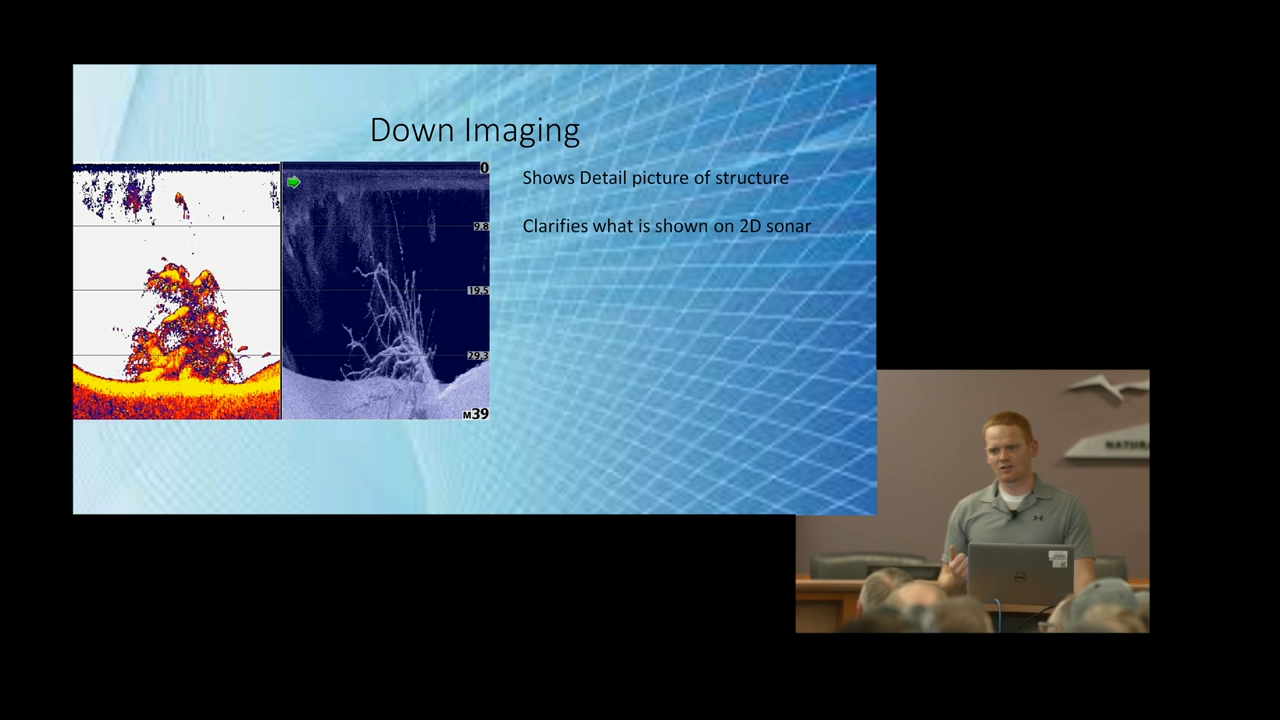 Down Imaging
Shows Detail picture of structure
Clarifies what is shown on 2D sonar
0
9.8
19.5
29.3
M39
DELL